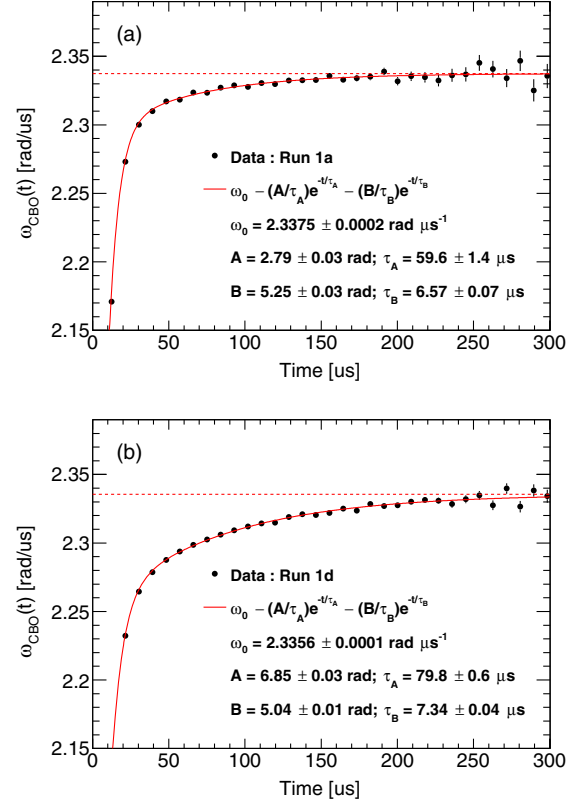 (a)
2.35
2.3
2.25
2.2
2.15
ω_CBO(t) [rad/us]
Data : Run 1a
ω₀ −(A/τ_A)e^{-t/τ_A} − (B/τ_B)e^{-t/τ_B}
ω₀ = 2.3375 ± 0.0002 rad μs⁻¹
A = 2.79 ± 0.03 rad; τ_A = 59.6 ± 1.4 μs
B = 5.25 ± 0.03 rad; τ_B = 6.57 ± 0.07 μs
0 50 100 150 200 250 300
Time [us]
(b)
2.35
2.3
2.25
2.2
2.15
ω_CBO(t) [rad/us]
Data : Run 1d
ω₀ −(A/τ_A)e^{-t/τ_A} − (B/τ_B)e^{-t/τ_B}
ω₀ = 2.3356 ± 0.0001 rad μs⁻¹
A = 6.85 ± 0.03 rad; τ_A = 79.8 ± 0.6 μs
B = 5.04 ± 0.01 rad; τ_B = 7.34 ± 0.04 μs
0 50 100 150 200 250 300
Time [us]